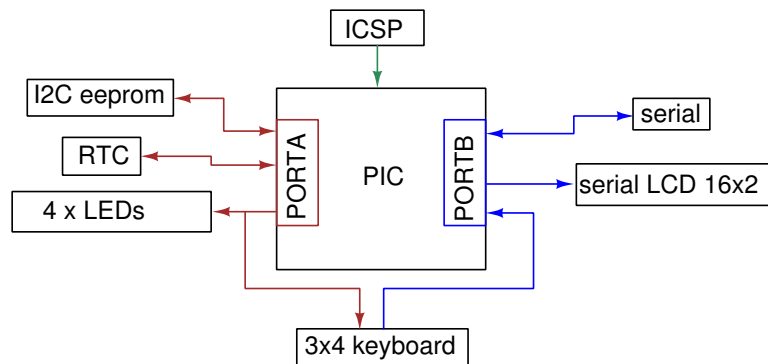 ICSP
I2C eeprom
serial
RTC
PORTA
PIC
PORTB
serial LCD 16x2
4 x LEDs
3x4 keyboard